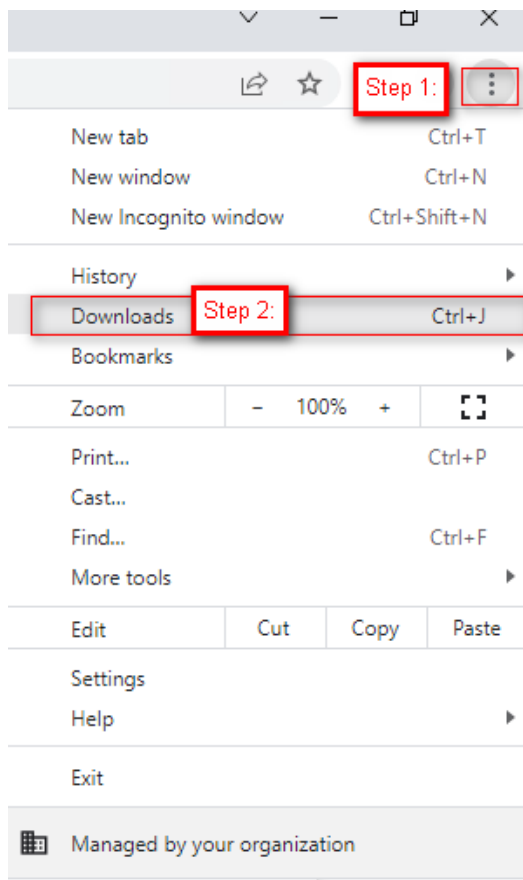 Step 1:
New tab Ctrl+T
New window Ctrl+N
New Incognito window Ctrl+Shift+N
History
Downloads Step 2: Ctrl+J
Bookmarks
Zoom - 100% +
Print... Ctrl+P
Cast...
Find... Ctrl+F
More tools
Edit Cut Copy Paste
Settings
Help
Exit
Managed by your organization